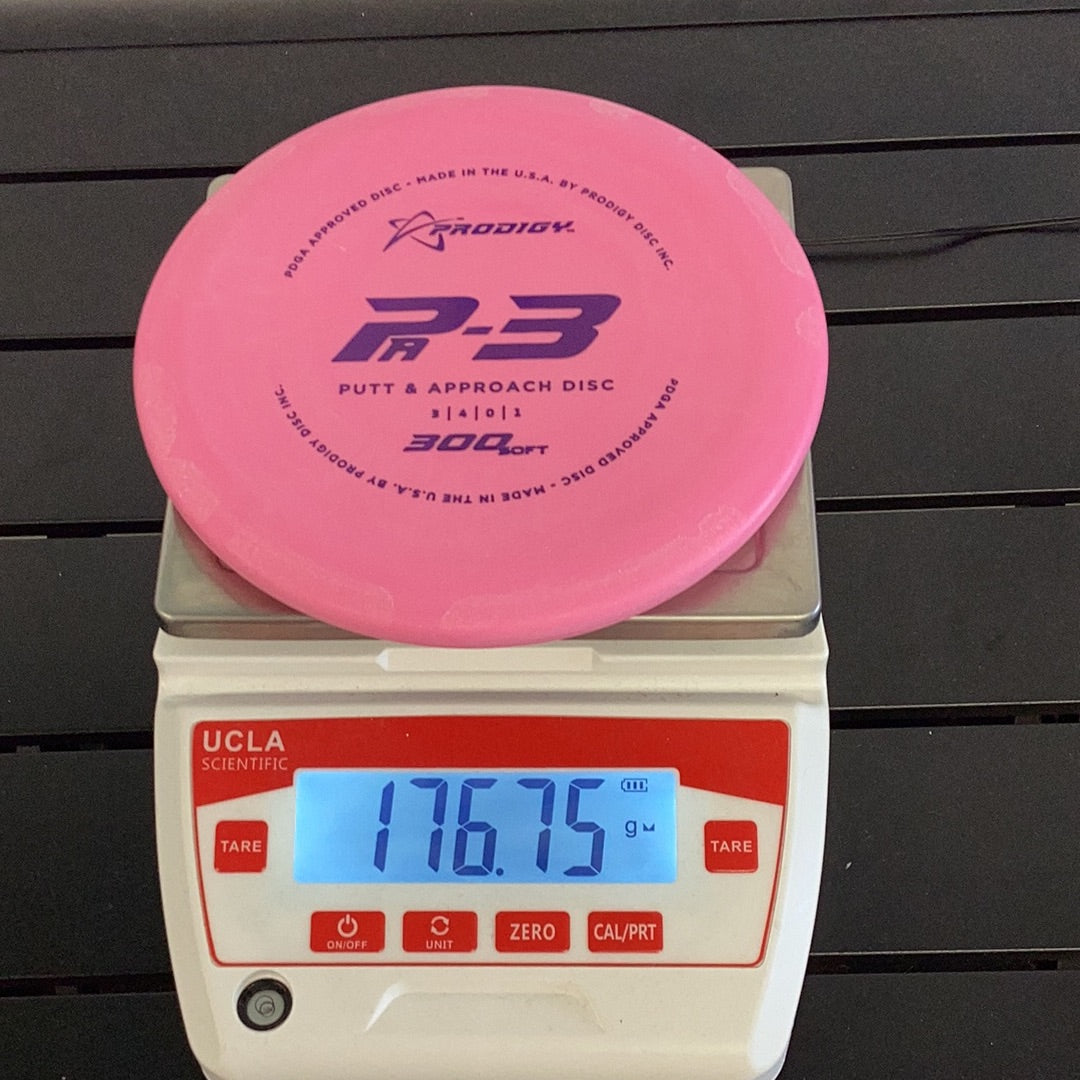 PDGA APPROVED DISC - MADE IN THE U.S.A. BY PRODIGY DISC INC.
PRODIGY
PA-3
PUTT & APPROACH DISC
3 | 4 | 0 | 1
300 SOFT
PDGA APPROVED DISC - MADE IN THE U.S.A. BY PRODIGY DISC INC.
UCLA
SCIENTIFIC
176.75 g
TARE
TARE
ON/OFF
UNIT
ZERO
CAL/PRT